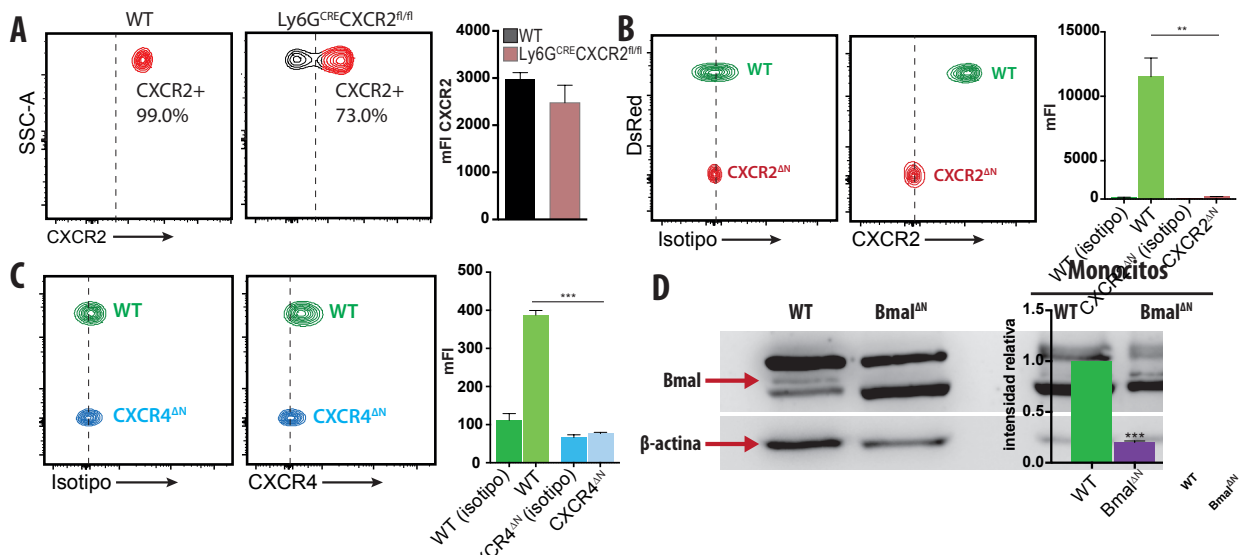 A
WT
Ly6G^CRE CXCR2^fl/fl
SSC-A
CXCR2+
99.0%
CXCR2+
73.0%
CXCR2
WT
Ly6G^CRE CXCR2^fl/fl
mFI CXCR2
4000
3000
2000
1000
0
B
DsRed
WT
CXCR2^ΔN
Isotipo
WT
CXCR2^ΔN
CXCR2
mFI
15000
10000
5000
0
**
WT (isotipo)
WT
CXCR2^ΔN (isotipo)
CXCR2^ΔN
C
WT
CXCR4^ΔN
Isotipo
WT
CXCR4^ΔN
CXCR4
mFI
500
400
300
200
100
0
***
WT (isotipo)
WT
XCR4^ΔN (isotipo)
CXCR4^ΔN
D
WT
Bmal^ΔN
Bmal
β-actina
Monocitos
WT
Bmal^ΔN
intensidad relativa
1.0
0.5
0.0
***
WT
Bmal^ΔN
WT
Bmal^ΔN